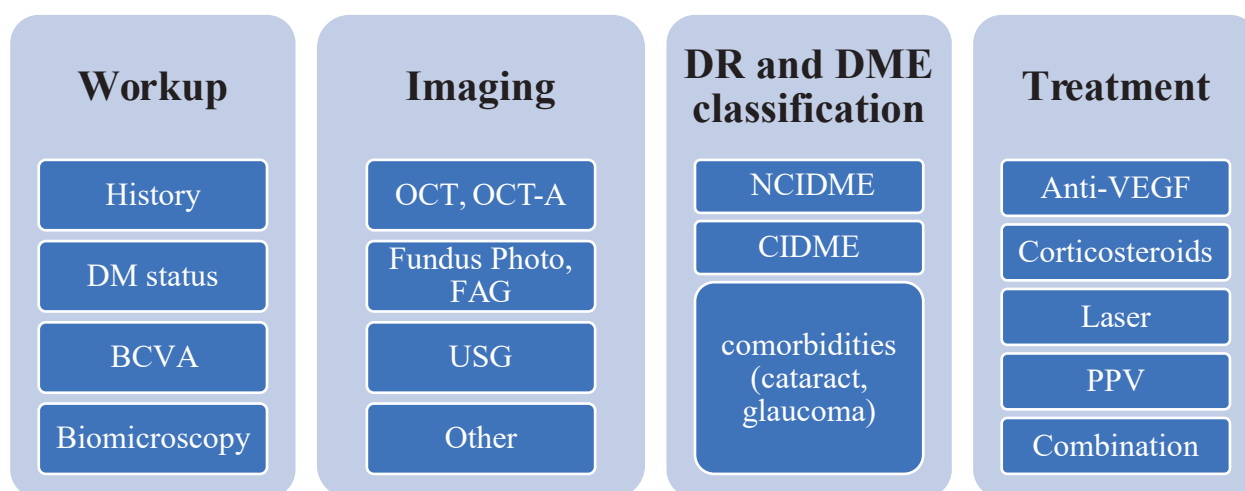 Workup
History
DM status
BCVA
Biomicroscopy
Imaging
OCT, OCT-A
Fundus Photo,
FAG
USG
Other
DR and DME
classification
NCIDME
CIDME
comorbidities
(cataract,
glaucoma)
Treatment
Anti-VEGF
Corticosteroids
Laser
PPV
Combination